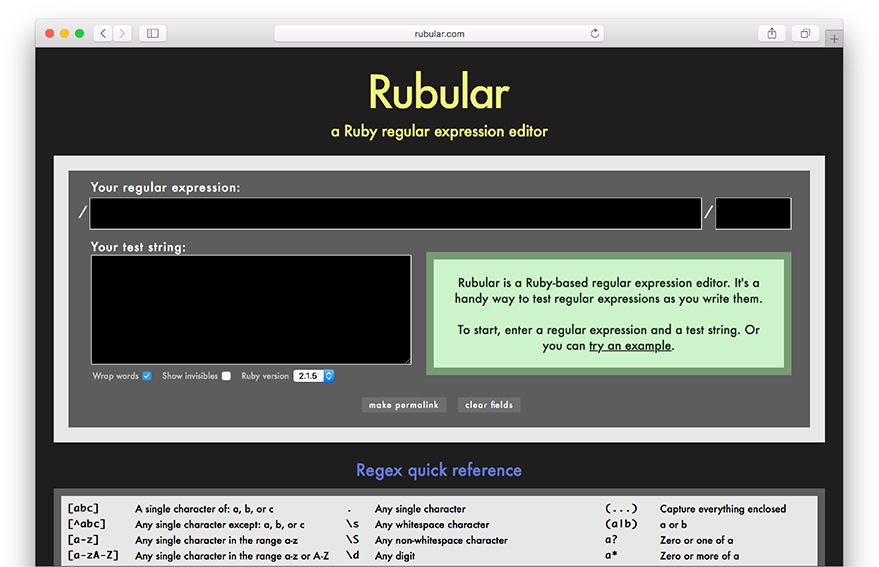 rubular.com
Rubular
a Ruby regular expression editor
Your regular expression:
/ /
Your test string:
Rubular is a Ruby-based regular expression editor. It's a
handy way to test regular expressions as you write them.
To start, enter a regular expression and a test string. Or
you can try an example.
Wrap words Show invisibles Ruby version 2.1.5
make permalink clear fields
Regex quick reference
[abc] A single character of: a, b, or c . Any single character (...) Capture everything enclosed
[^abc] Any single character except: a, b, or c \s Any whitespace character (a|b) a or b
[a-z] Any single character in the range a-z \S Any non-whitespace character a? Zero or one of a
[a-zA-Z] Any single character in the range a-z or A-Z \d Any digit a* Zero or more of a